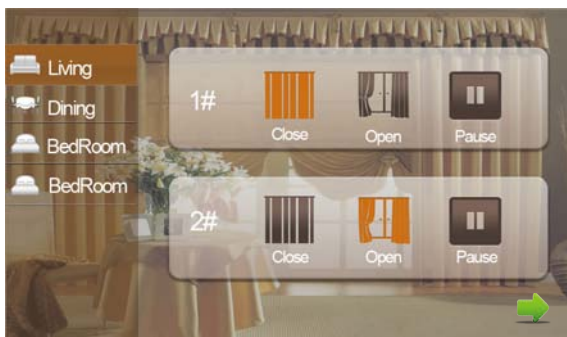 Living
Dining
BedRoom
BedRoom
1#
Close Open Pause
2#
Close Open Pause